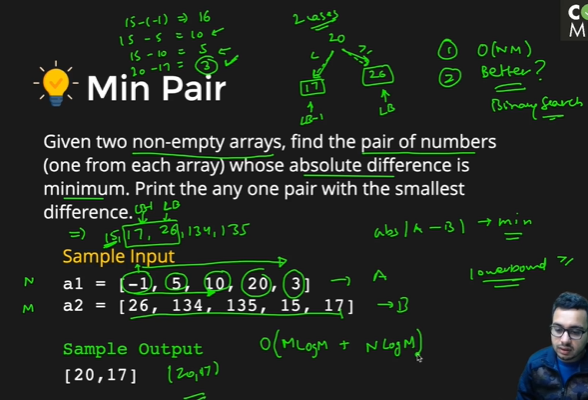 15-(-1) => 16
15 - 5 = 10
15 - 10 = 5
20 - 17 = 3
2 cases
20
< >,
17 26
LB-1 LB
1 O(NM)
2 Better?
Binary Search
CO
M
Min Pair
Given two non-empty arrays, find the pair of numbers
(one from each array) whose absolute difference is
minimum. Print the any one pair with the smallest
difference.
LB-1 LB
=> 15, 17, 26, 134, 135
abs(A-B) → min
Sample Input
lowerbound >=
N a1 = [-1, 5, 10, 20, 3] → A
M a2 = [26, 134, 135, 15, 17] → B
Sample Output
O(MLogM + NLogM)
[20,17] (20,17)